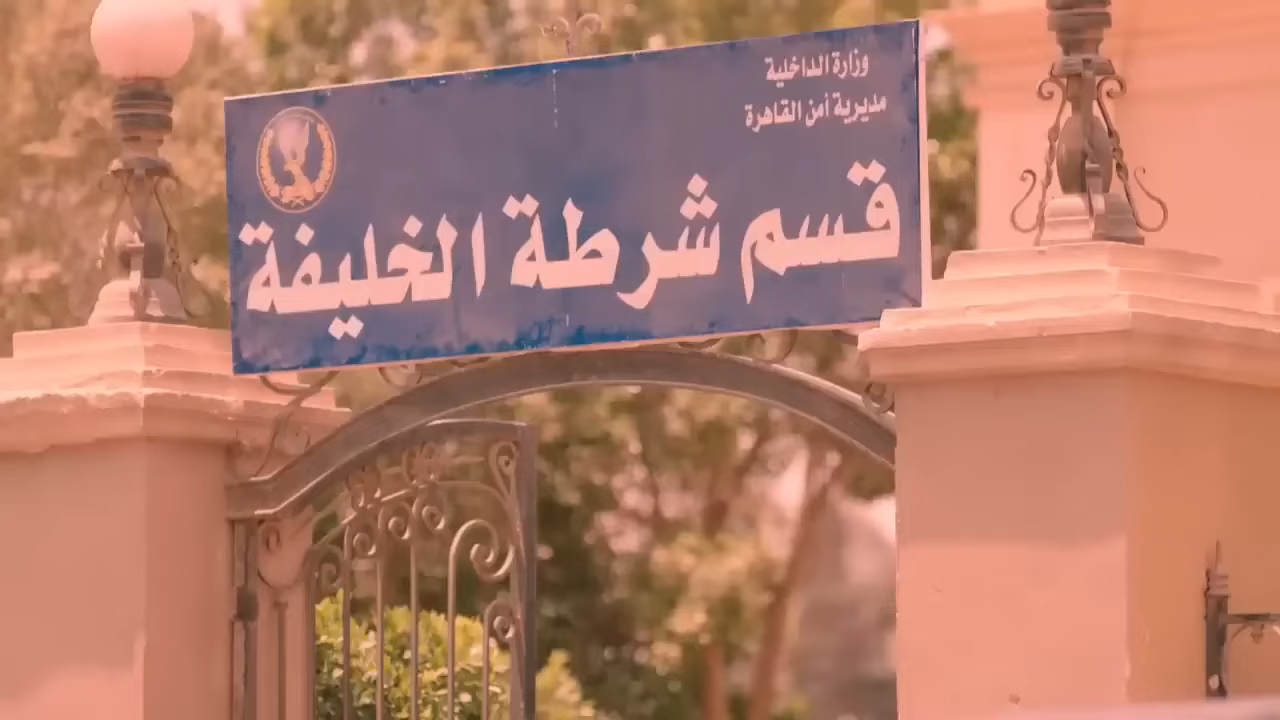 وزارة الداخلية
مديرية أمن القاهرة
قسم شرطة الخليفة